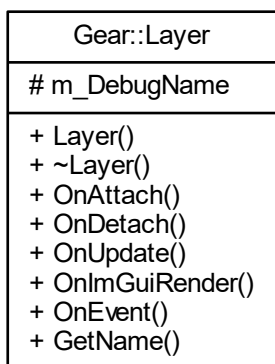 Gear::Layer
# m_DebugName
+ Layer()
+ ~Layer()
+ OnAttach()
+ OnDetach()
+ OnUpdate()
+ OnImGuiRender()
+ OnEvent()
+ GetName()